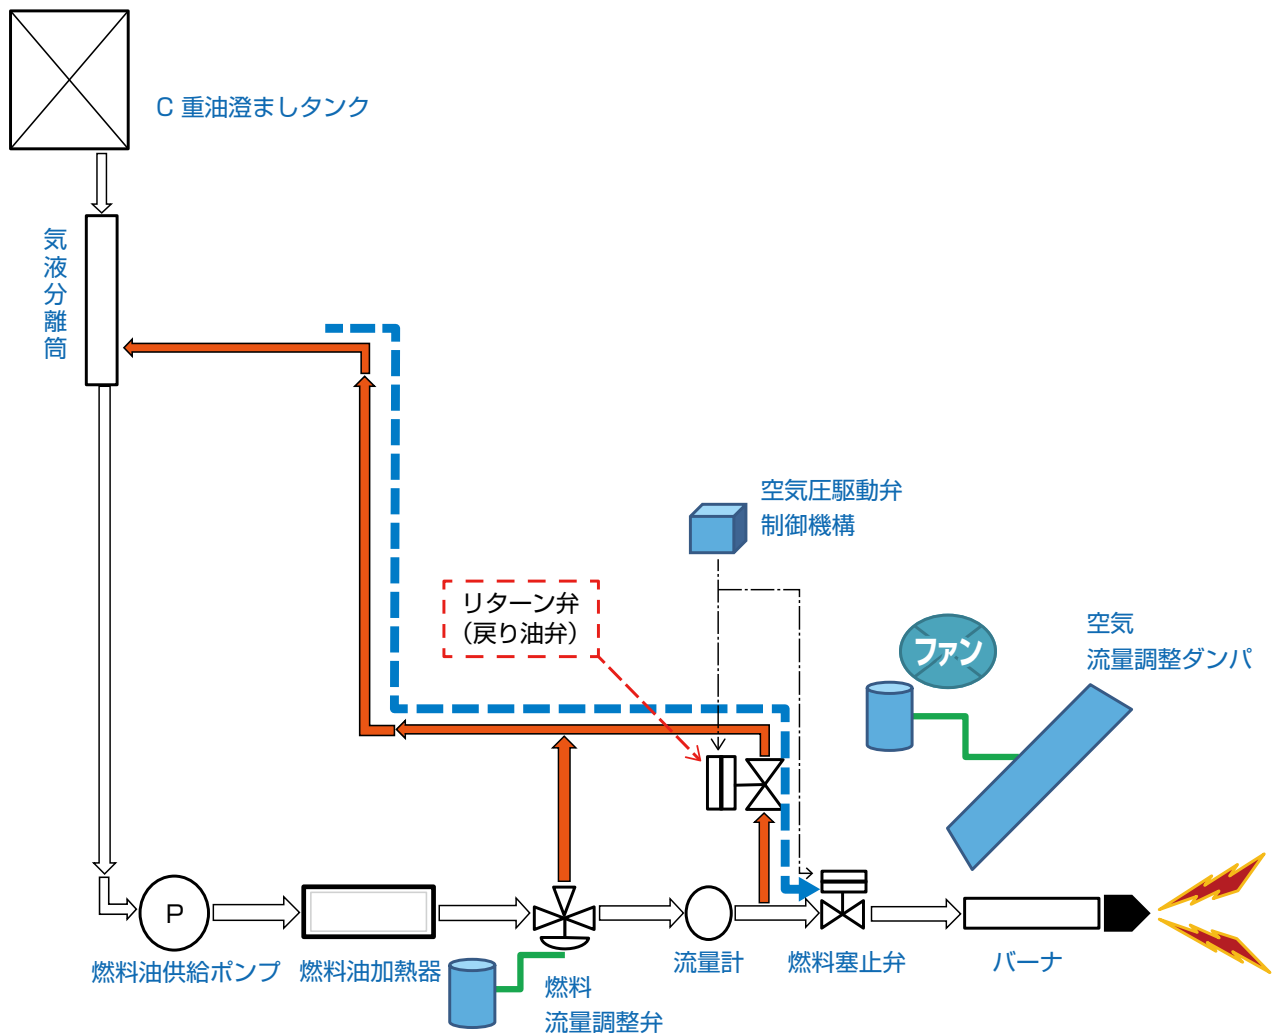 C 重油澄ましタンク
気液分離筒
空気圧駆動弁
制御機構
リターン弁
（戻り油弁）
ファン
空気
流量調整ダンパ
P
燃料油供給ポンプ
燃料油加熱器
燃料
流量調整弁
流量計
燃料塞止弁
バーナ